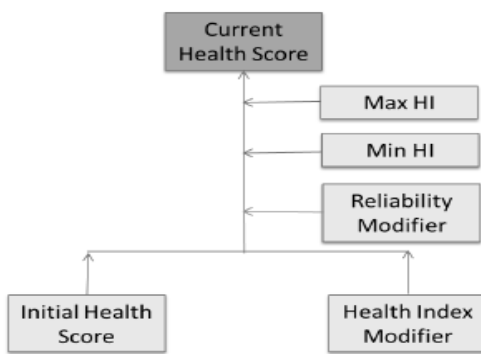 Current
Health Score
Max HI
Min HI
Reliability
Modifier
Initial Health
Score
Health Index
Modifier